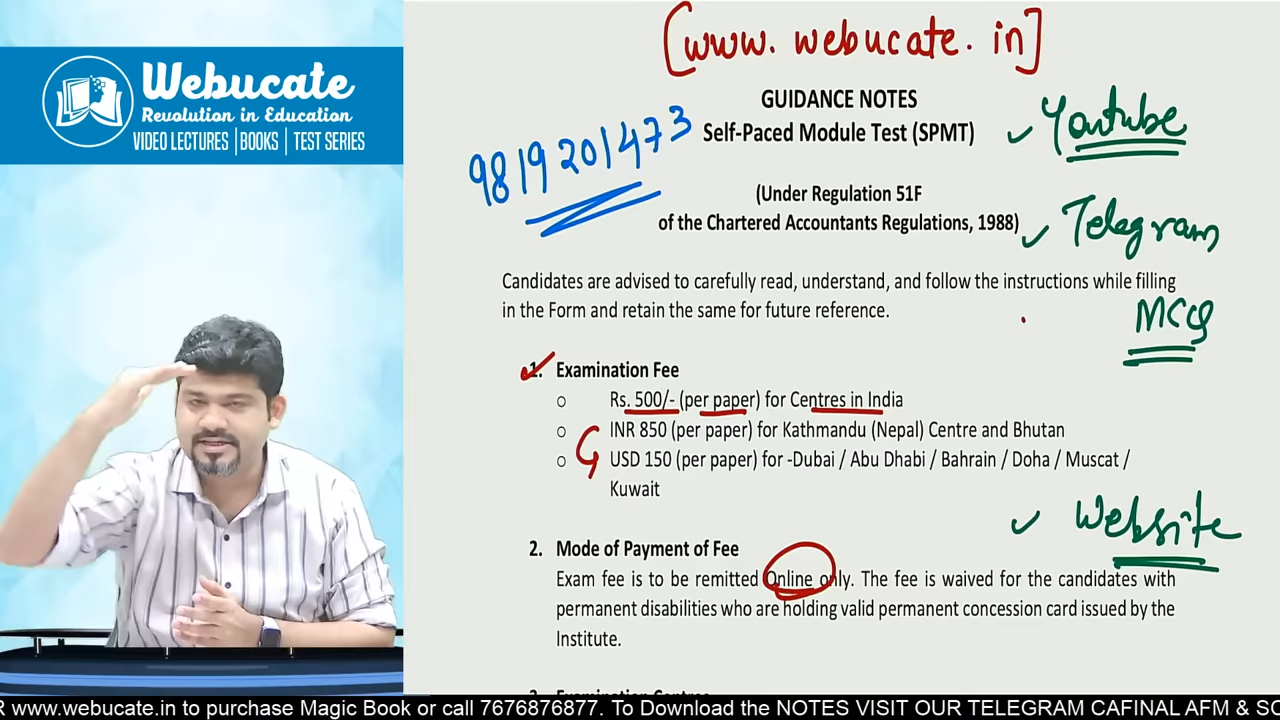 [www.webucate.in]
Webucate
Revolution in Education
VIDEO LECTURES | BOOKS | TEST SERIES
GUIDANCE NOTES
Self-Paced Module Test (SPMT)
9819201473
✓ Youtube
(Under Regulation 51F
of the Chartered Accountants Regulations, 1988)
✓ Telegram
Candidates are advised to carefully read, understand, and follow the instructions while filling
in the Form and retain the same for future reference.
MCQ
1. Examination Fee
o Rs. 500/- (per paper) for Centres in India
o INR 850 (per paper) for Kathmandu (Nepal) Centre and Bhutan
o USD 150 (per paper) for -Dubai / Abu Dhabi / Bahrain / Doha / Muscat /
Kuwait
✓ Website
2. Mode of Payment of Fee
Exam fee is to be remitted Online only. The fee is waived for the candidates with
permanent disabilities who are holding valid permanent concession card issued by the
Institute.
3. Examination Centres
R www.webucate.in to purchase Magic Book or call 7676876877. To Download the NOTES VISIT OUR TELEGRAM CAFINAL AFM & SC